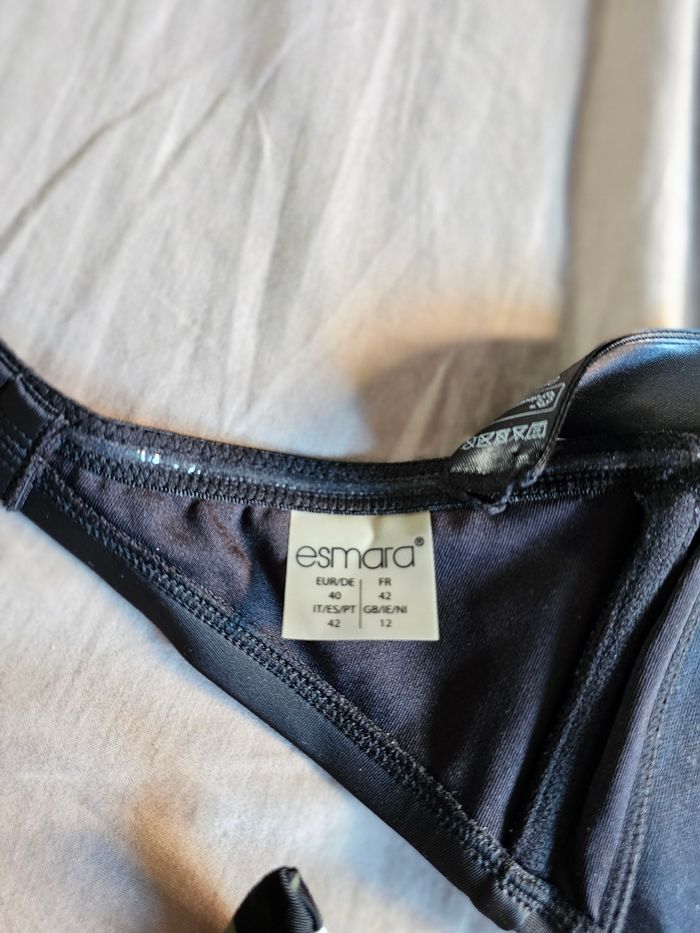 esmara®
EUR/DE FR
40 42
IT/ES/PT GB/IE/NI
42 12